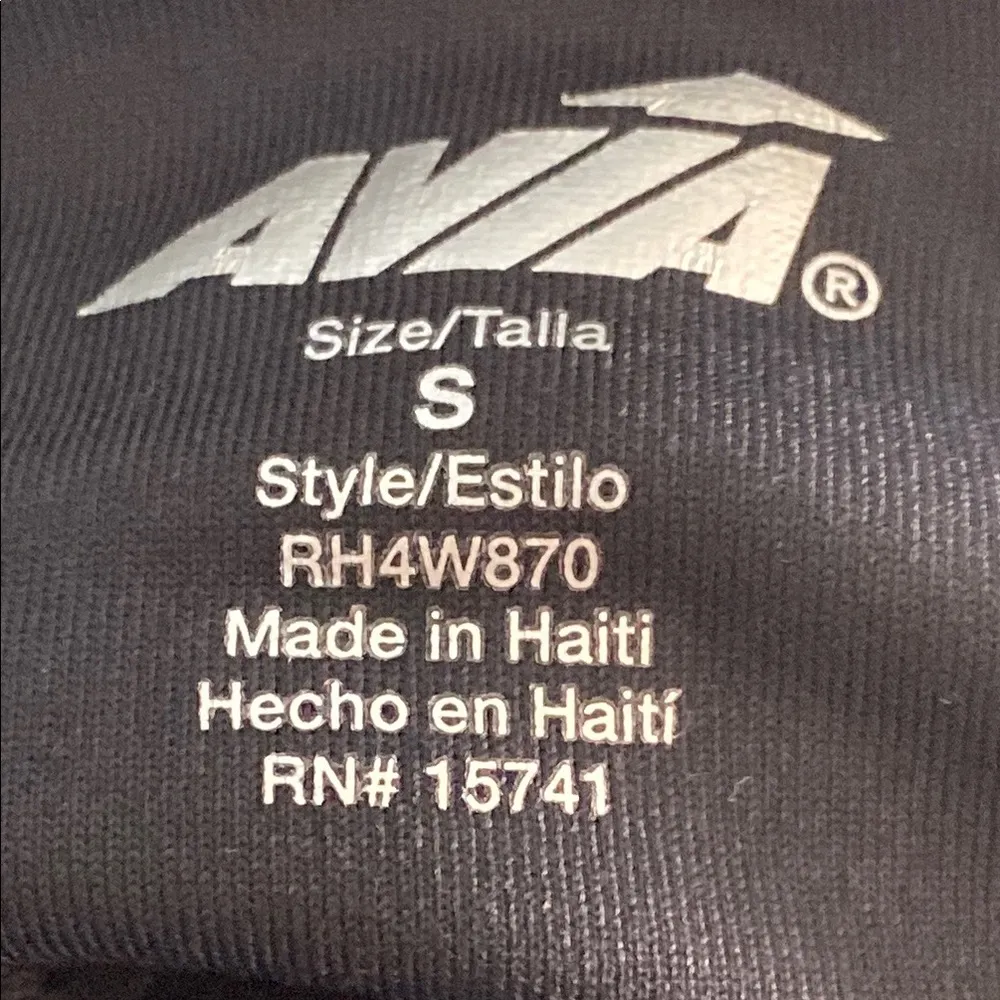 AVIA®
Size/Talla
S
Style/Estilo
RH4W870
Made in Haiti
Hecho en Haití
RN# 15741